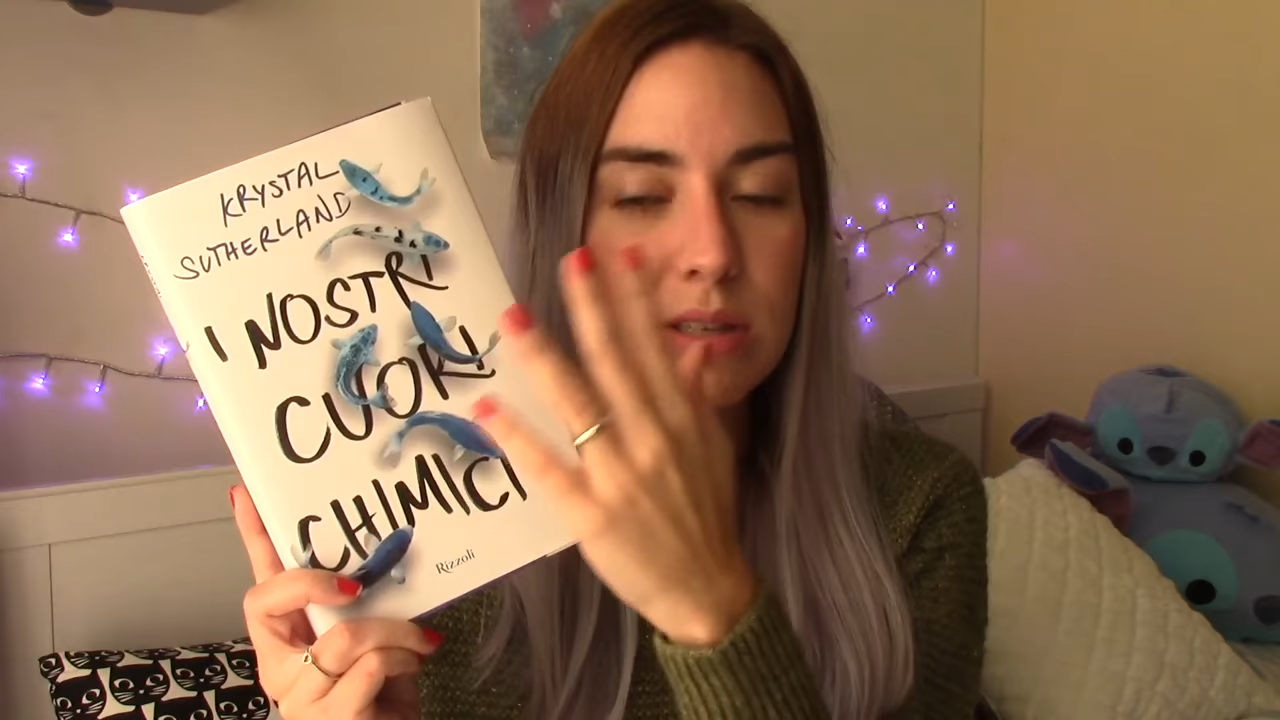 KRYSTAL
SUTHERLAND
I NOSTRI
CUORI
CHIMICI
Rizzoli